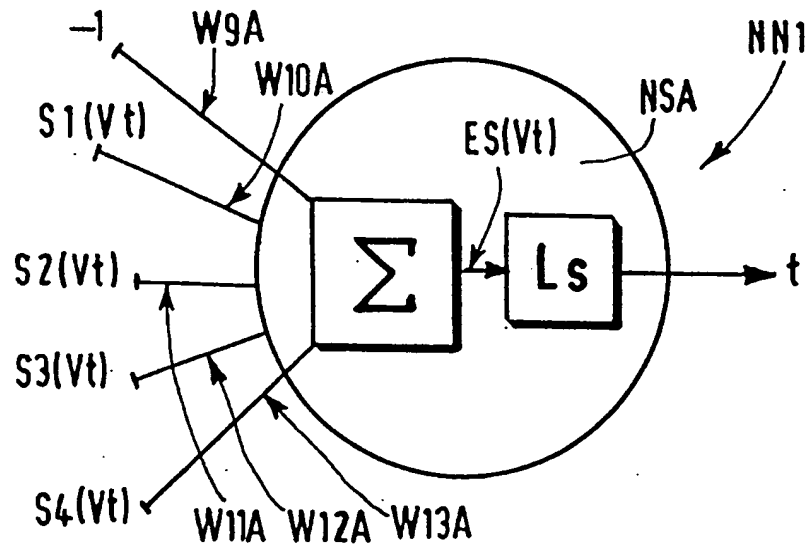 -1
W9A
NN1
W10A
S1(Vt)
NSA
ES(Vt)
S2(Vt)
Σ
Ls
t
S3(Vt)
S4(Vt)
W11A
W12A
W13A